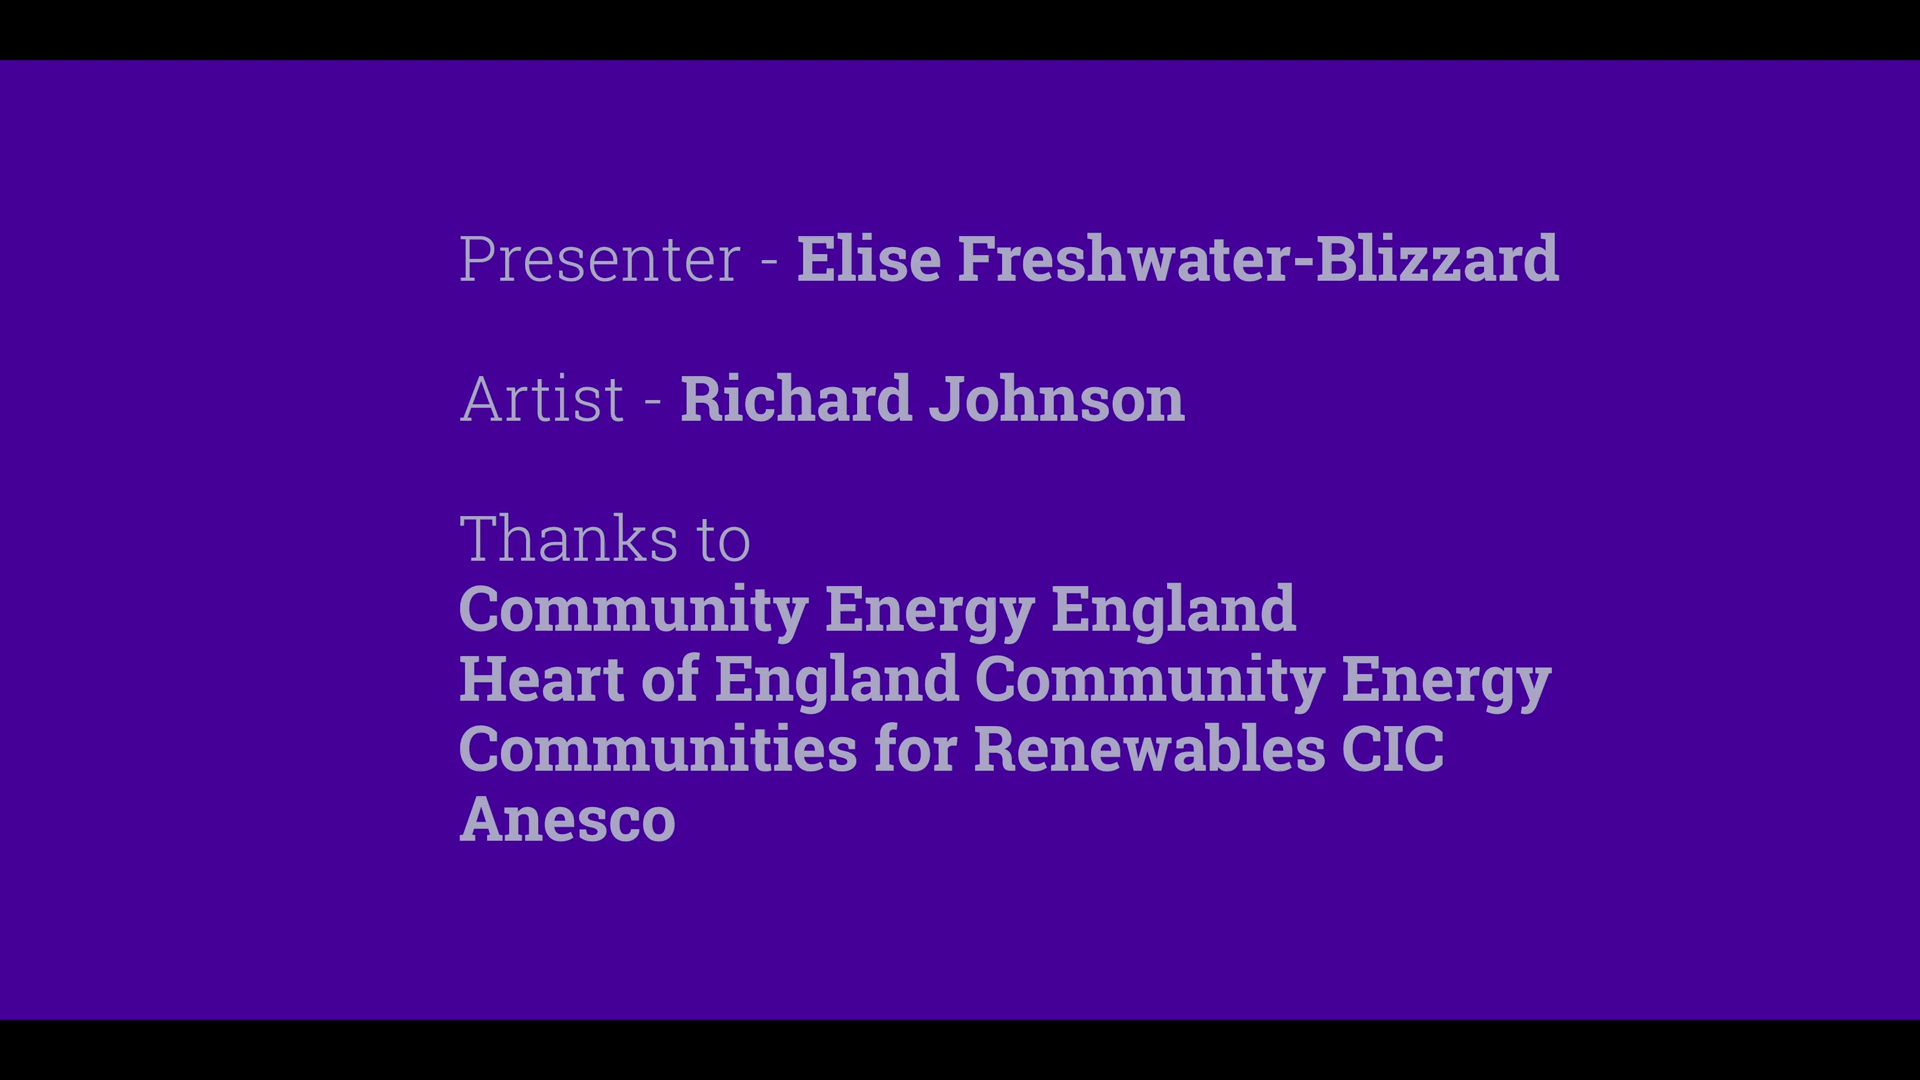 Presenter - Elise Freshwater-Blizzard
Artist - Richard Johnson
Thanks to
Community Energy England
Heart of England Community Energy
Communities for Renewables CIC
Anesco